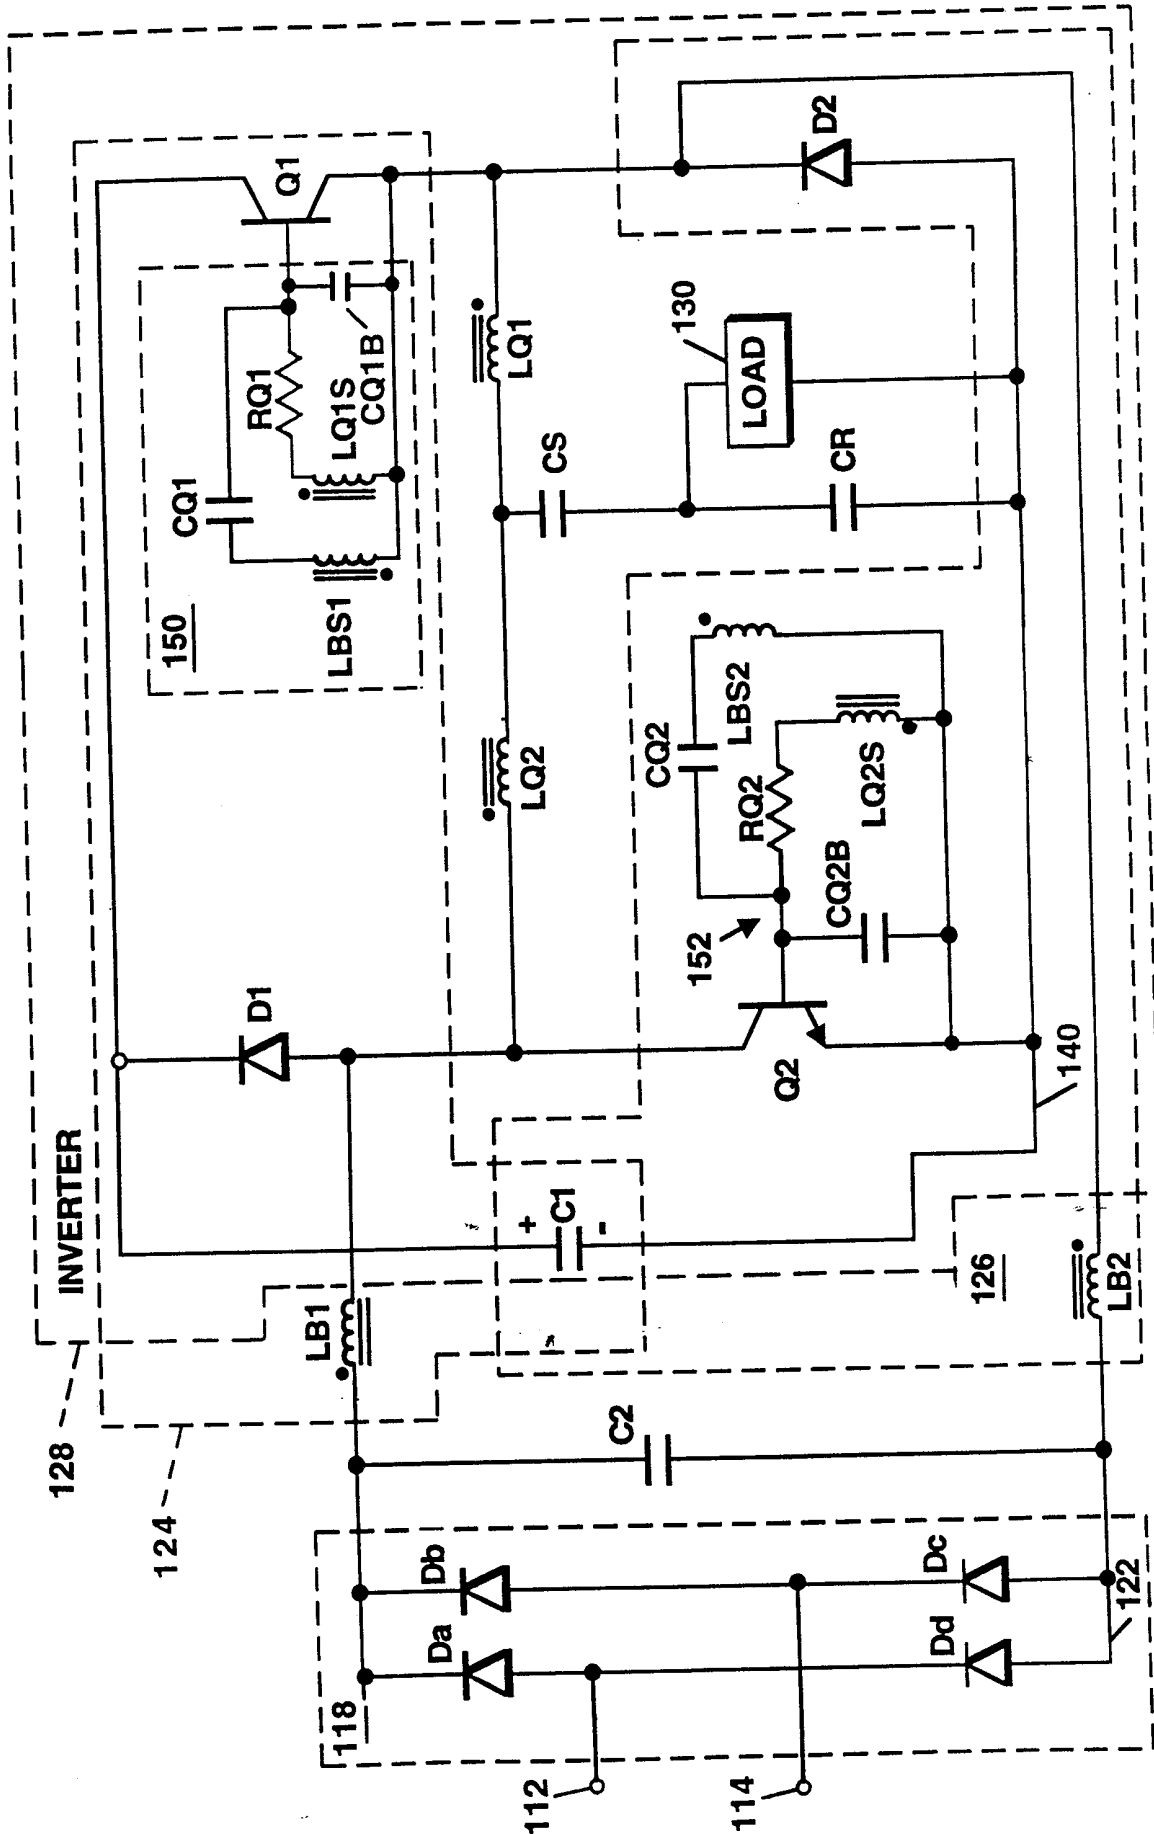 128
INVERTER
124
150
CQ1
RQ1
LQ1S
CQ1B
LBS1
Q1
D1
LB1
LQ2
LQ1
CS
130
LOAD
CR
D2
C2
+
C1
-
152
CQ2
LBS2
RQ2
LQ2S
CQ2B
Q2
140
126
LB2
118
Da
Db
Dd
Dc
122
112
114